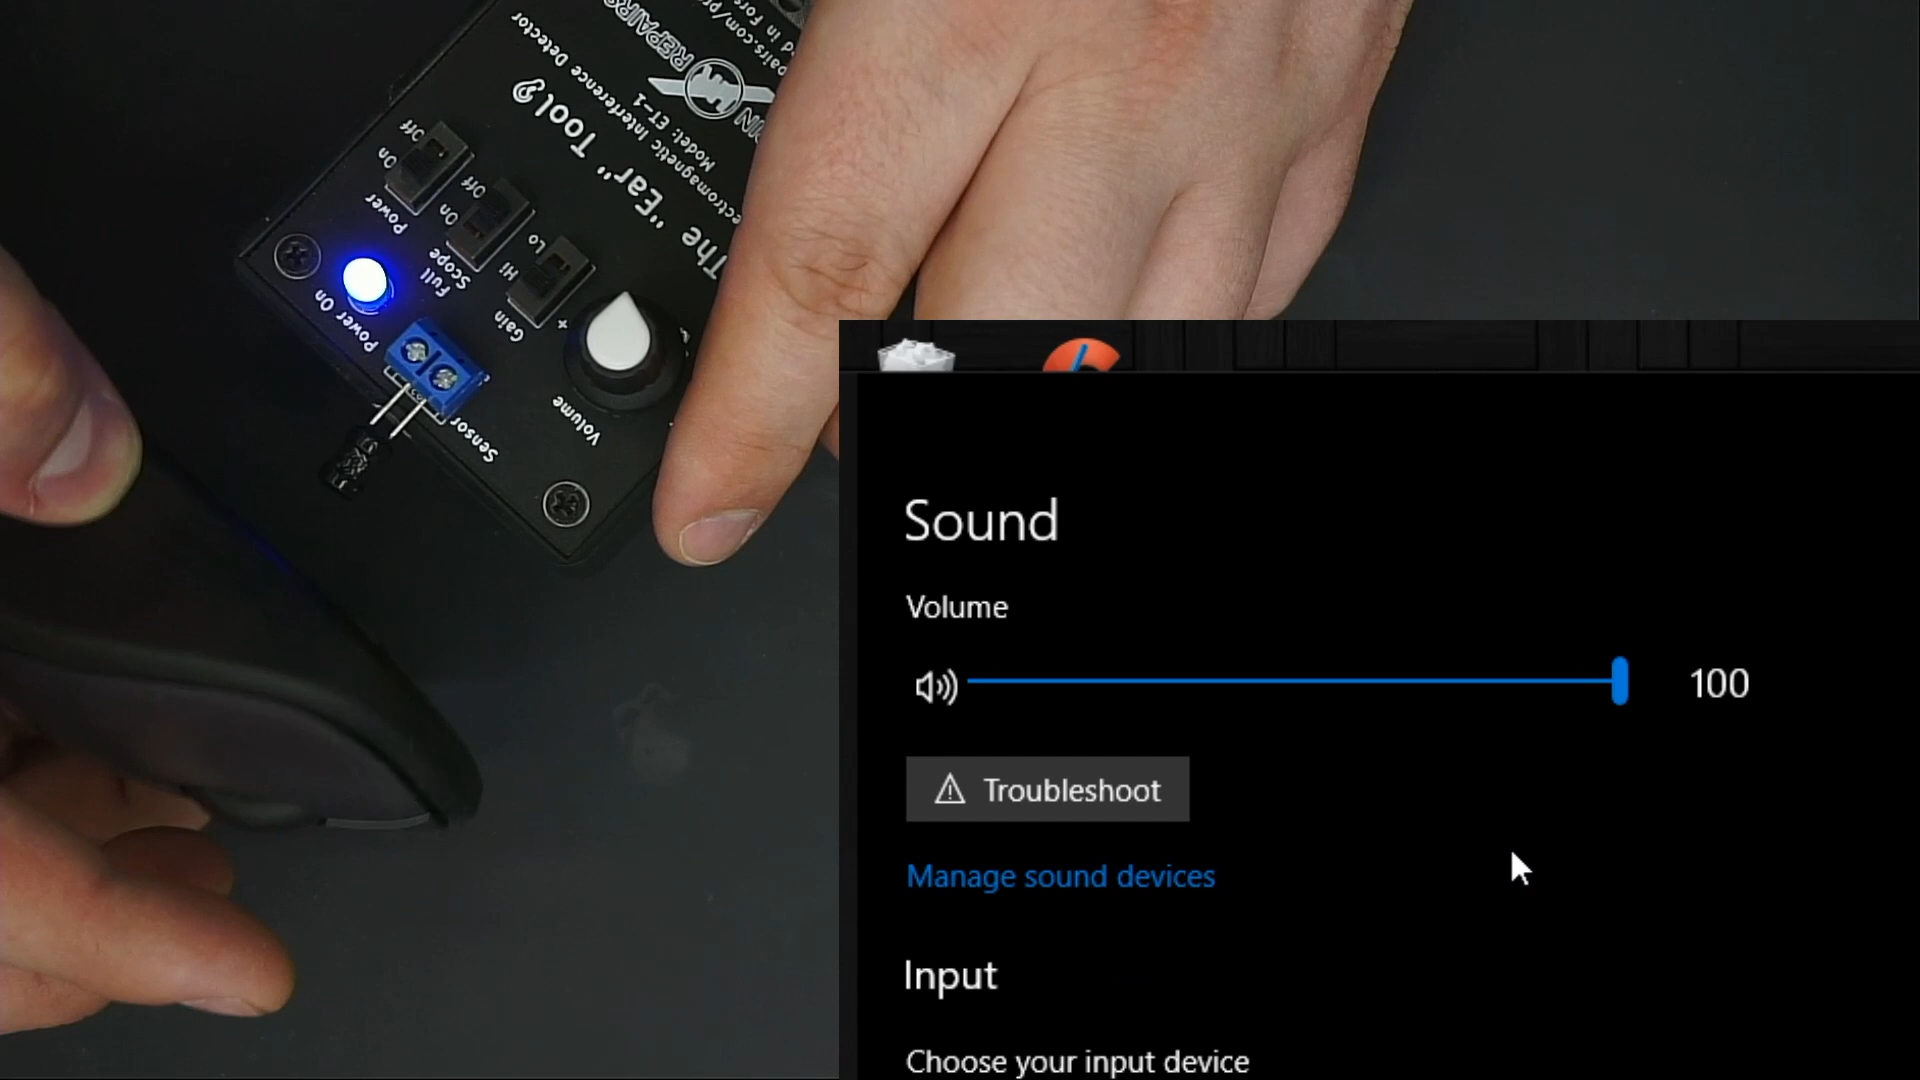 The "Ear" Tool
Electromagnetic Interference Detector
Model: ET-1
REPAIRS
Off
On
Power
Off
On
Full
Scope
Lo
Hi
Gain
+
Volume
Power On
Sensor
Sound
Volume
100
Troubleshoot
Manage sound devices
Input
Choose your input device